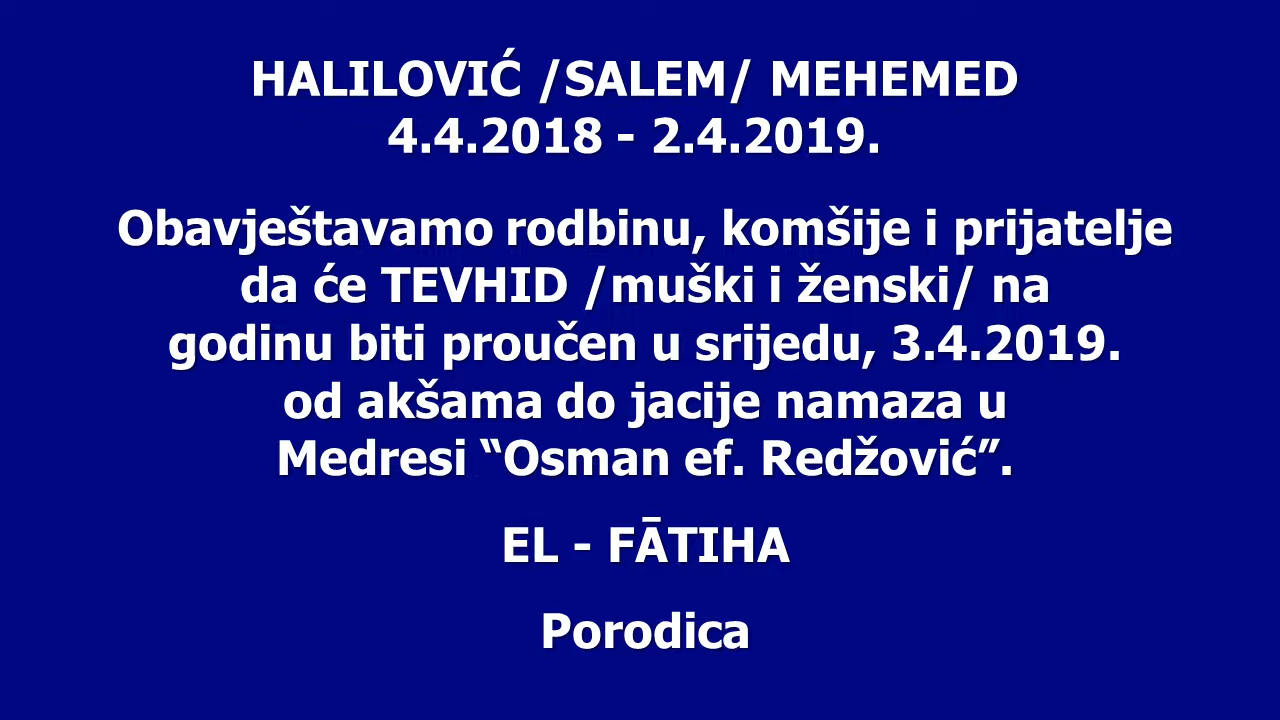 HALILOVIĆ /SALEM/ MEHEMED
4.4.2018 - 2.4.2019.
Obavještavamo rodbinu, komšije i prijatelje
da će TEVHID /muški i ženski/ na
godinu biti proučen u srijedu, 3.4.2019.
od akšama do jacije namaza u
Medresi “Osman ef. Redžović”.
EL - FĀTIHA
Porodica